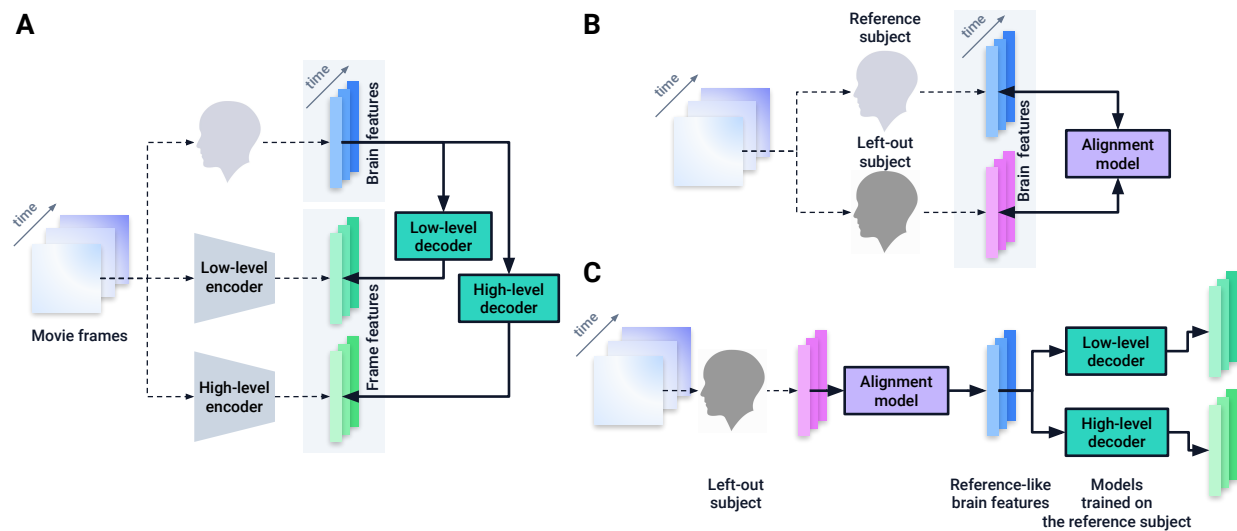 A
time
Brain features
time
Movie frames
Low-level
encoder
High-level
encoder
Low-level
decoder
High-level
decoder
Frame features
B
Reference
subject
Left-out
subject
time
Brain features
Alignment
model
C
time
Left-out
subject
Alignment
model
Reference-like
brain features
Low-level
decoder
High-level
decoder
Models
trained on
the reference subject